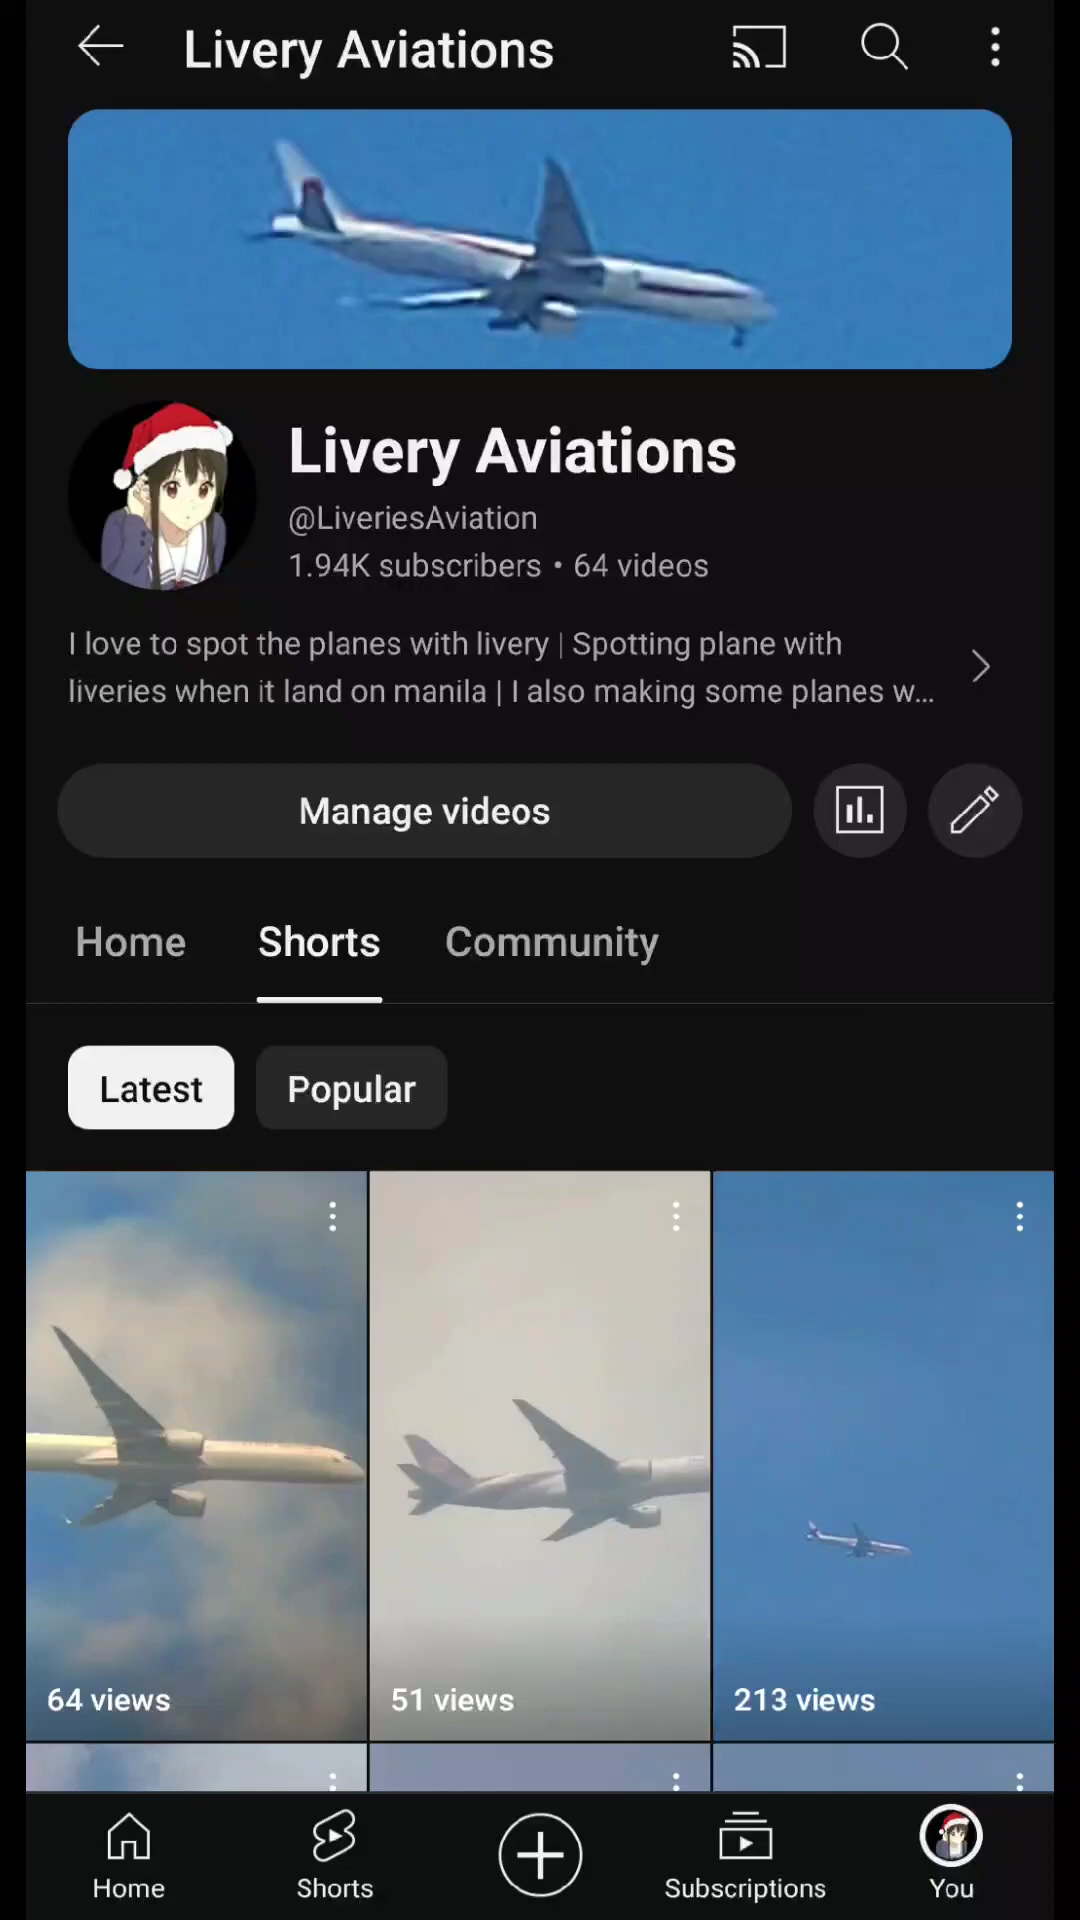 Livery Aviations
Livery Aviations
@LiveriesAviation
1.94K subscribers • 64 videos
I love to spot the planes with livery | Spotting plane with
liveries when it land on manila | I also making some planes w...
Manage videos
Home Shorts Community
Latest Popular
64 views 51 views 213 views
Home Shorts Subscriptions You